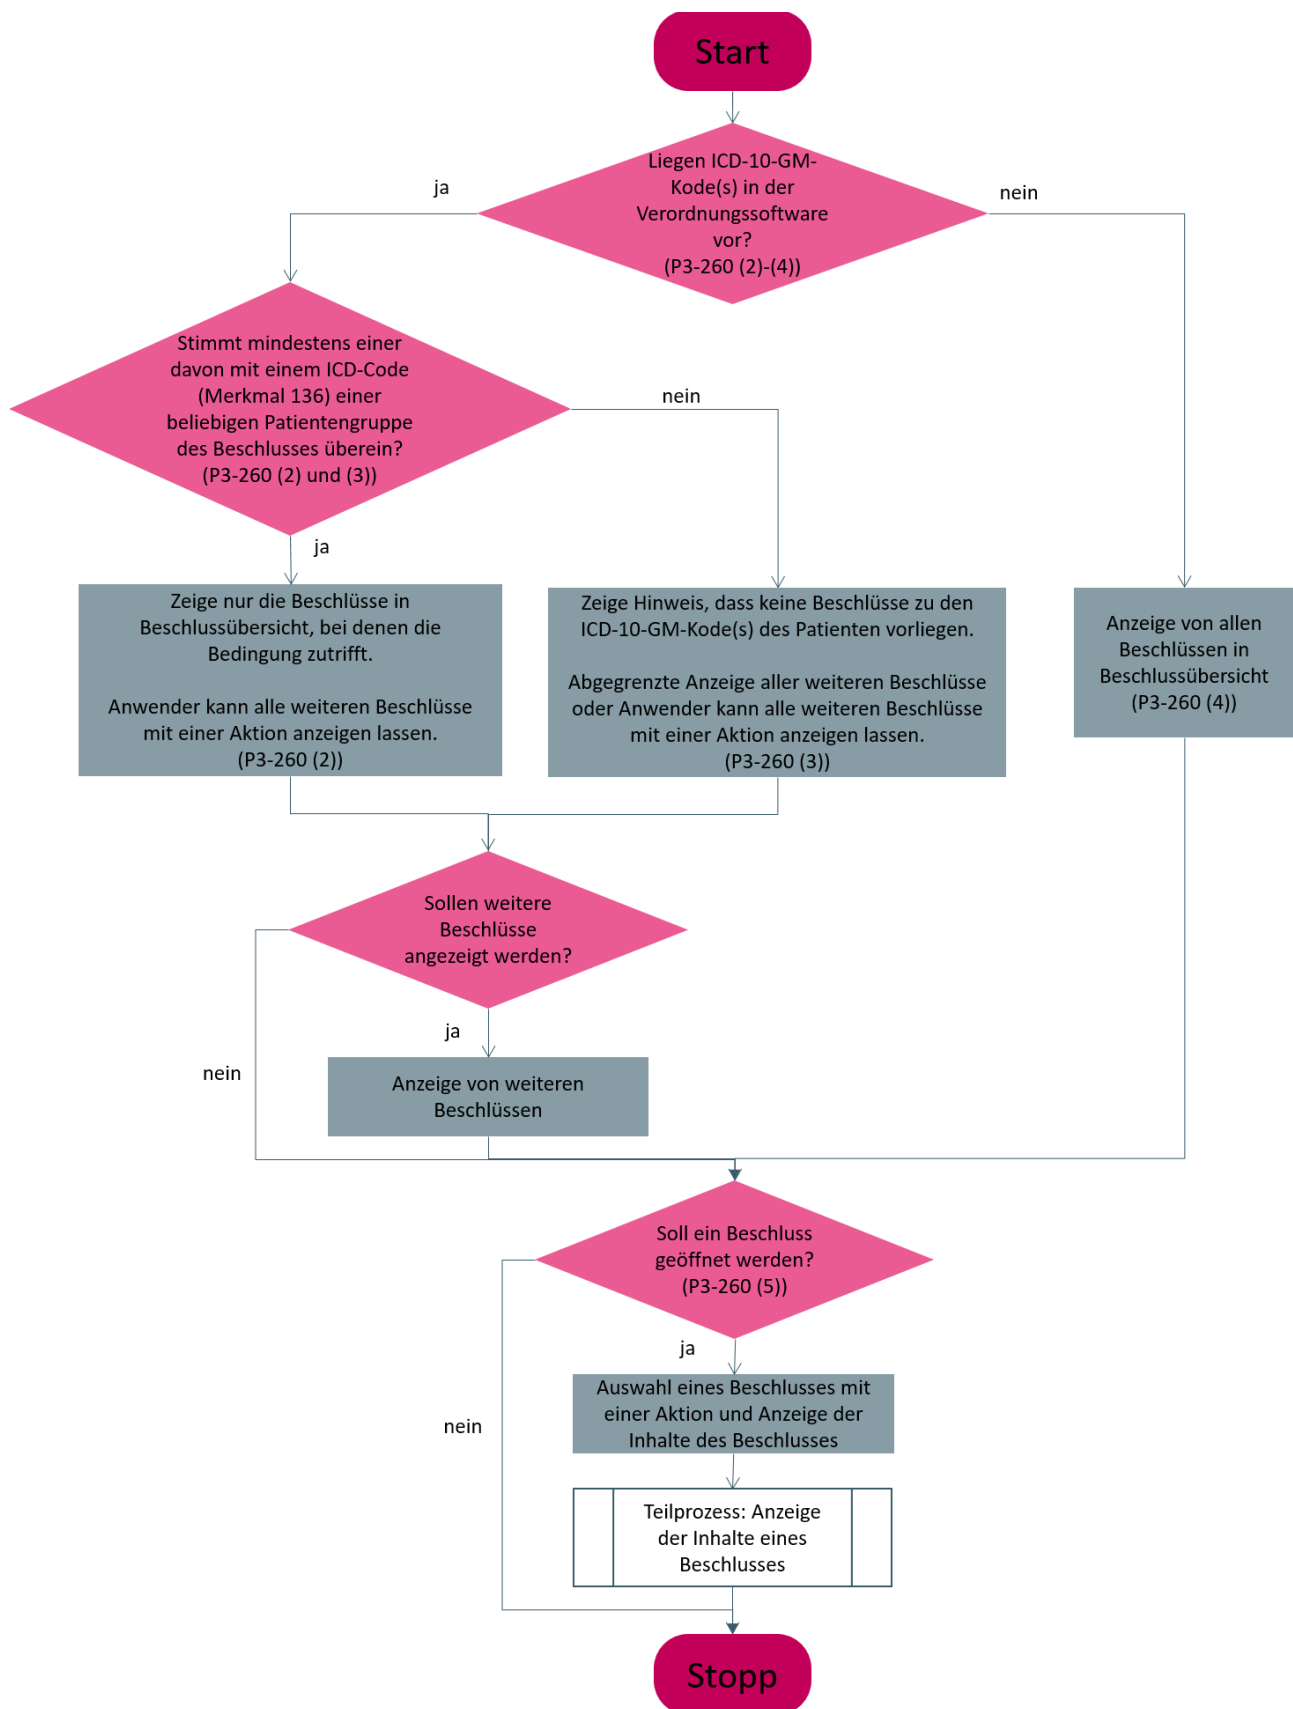 Start
Liegen ICD-10-GM-
Kode(s) in der
Verordnungssoftware
vor?
(P3-260 (2)-(4))
ja
nein
Stimmt mindestens einer
davon mit einem ICD-Code
(Merkmal 136) einer
beliebigen Patientengruppe
des Beschlusses überein?
(P3-260 (2) und (3))
nein
ja
Zeige nur die Beschlüsse in
Beschlussübersicht, bei denen die
Bedingung zutrifft.
Anwender kann alle weiteren Beschlüsse
mit einer Aktion anzeigen lassen.
(P3-260 (2))
Zeige Hinweis, dass keine Beschlüsse zu den
ICD-10-GM-Kode(s) des Patienten vorliegen.
Abgegrenzte Anzeige aller weiteren Beschlüsse
oder Anwender kann alle weiteren Beschlüsse
mit einer Aktion anzeigen lassen.
(P3-260 (3))
Anzeige von allen
Beschlüssen in
Beschlussübersicht
(P3-260 (4))
Sollen weitere
Beschlüsse
angezeigt werden?
ja
nein
Anzeige von weiteren
Beschlüssen
Soll ein Beschluss
geöffnet werden?
(P3-260 (5))
ja
nein
Auswahl eines Beschlusses mit
einer Aktion und Anzeige der
Inhalte des Beschlusses
Teilprozess: Anzeige
der Inhalte eines
Beschlusses
Stopp